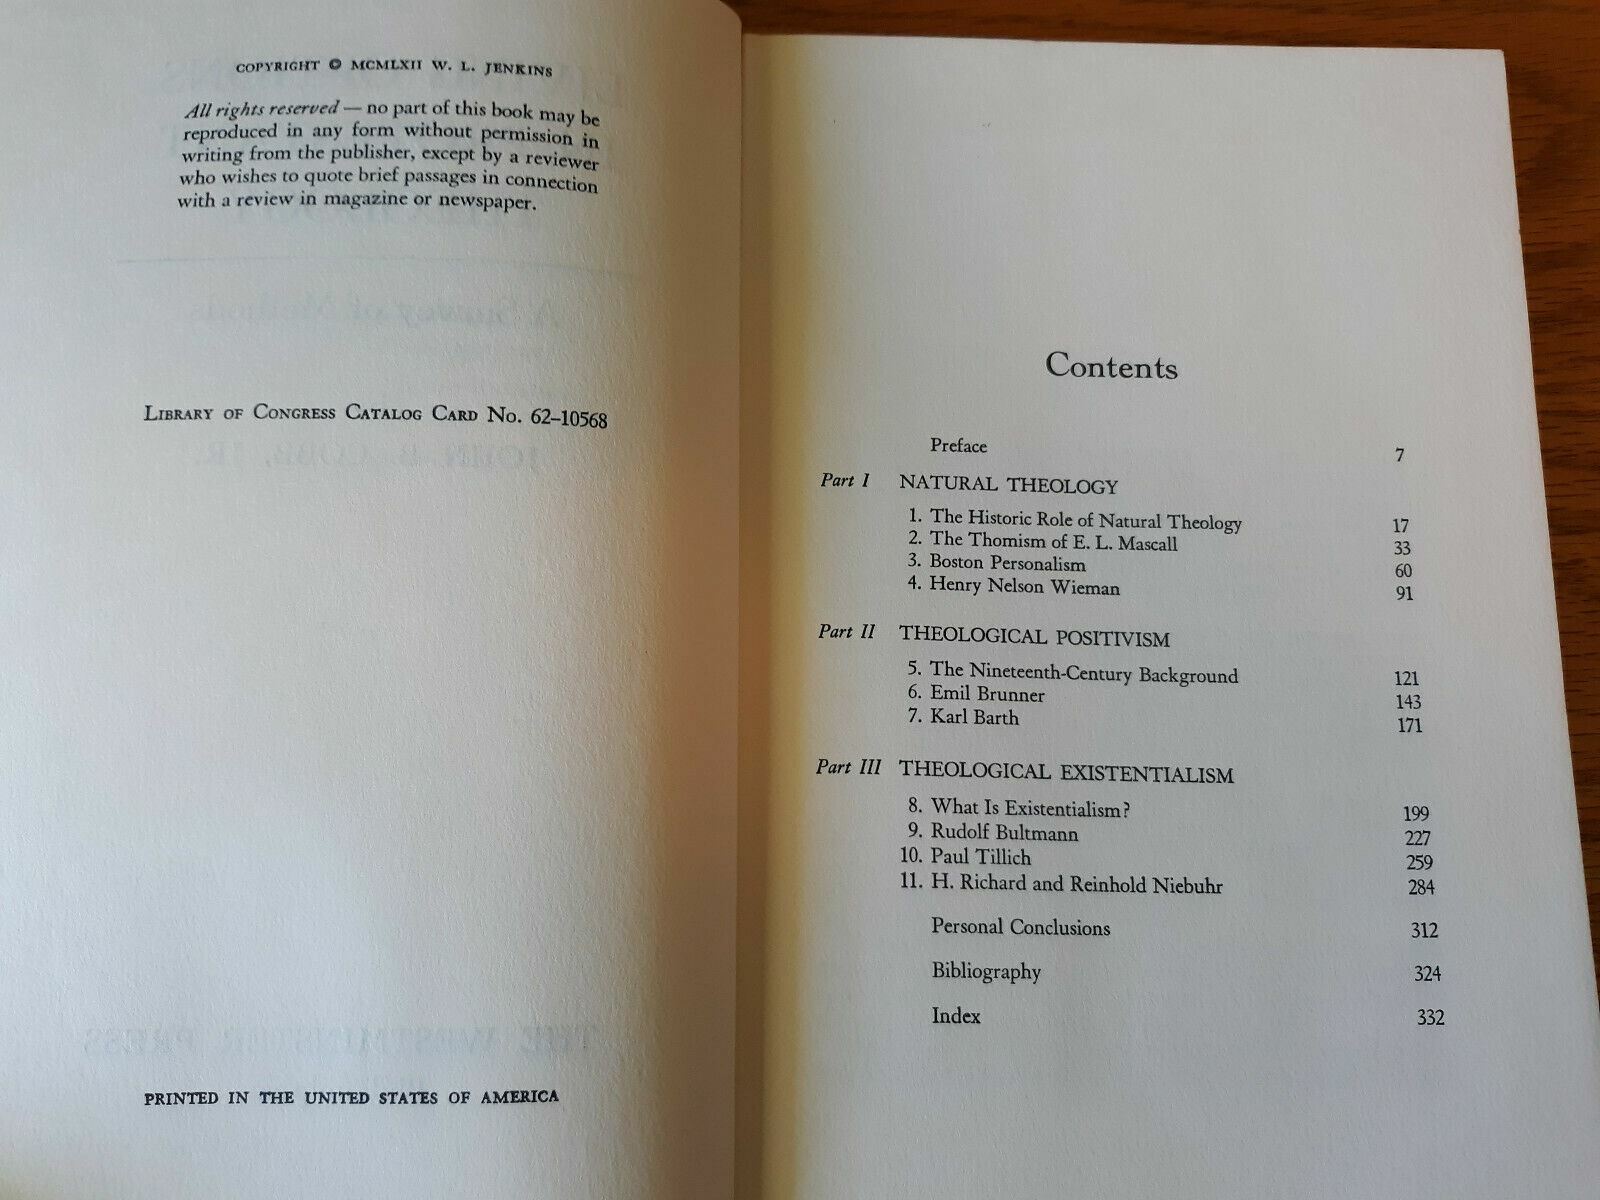 COPYRIGHT © MCMLXII W. L. JENKINS
All rights reserved — no part of this book may be
reproduced in any form without permission in
writing from the publisher, except by a reviewer
who wishes to quote brief passages in connection
with a review in magazine or newspaper.
LIBRARY OF CONGRESS CATALOG CARD NO. 62–10568
PRINTED IN THE UNITED STATES OF AMERICA
Contents
Preface 7
Part I NATURAL THEOLOGY
1. The Historic Role of Natural Theology 17
2. The Thomism of E. L. Mascall 33
3. Boston Personalism 60
4. Henry Nelson Wieman 91
Part II THEOLOGICAL POSITIVISM
5. The Nineteenth-Century Background 121
6. Emil Brunner 143
7. Karl Barth 171
Part III THEOLOGICAL EXISTENTIALISM
8. What Is Existentialism? 199
9. Rudolf Bultmann 227
10. Paul Tillich 259
11. H. Richard and Reinhold Niebuhr 284
Personal Conclusions 312
Bibliography 324
Index 332